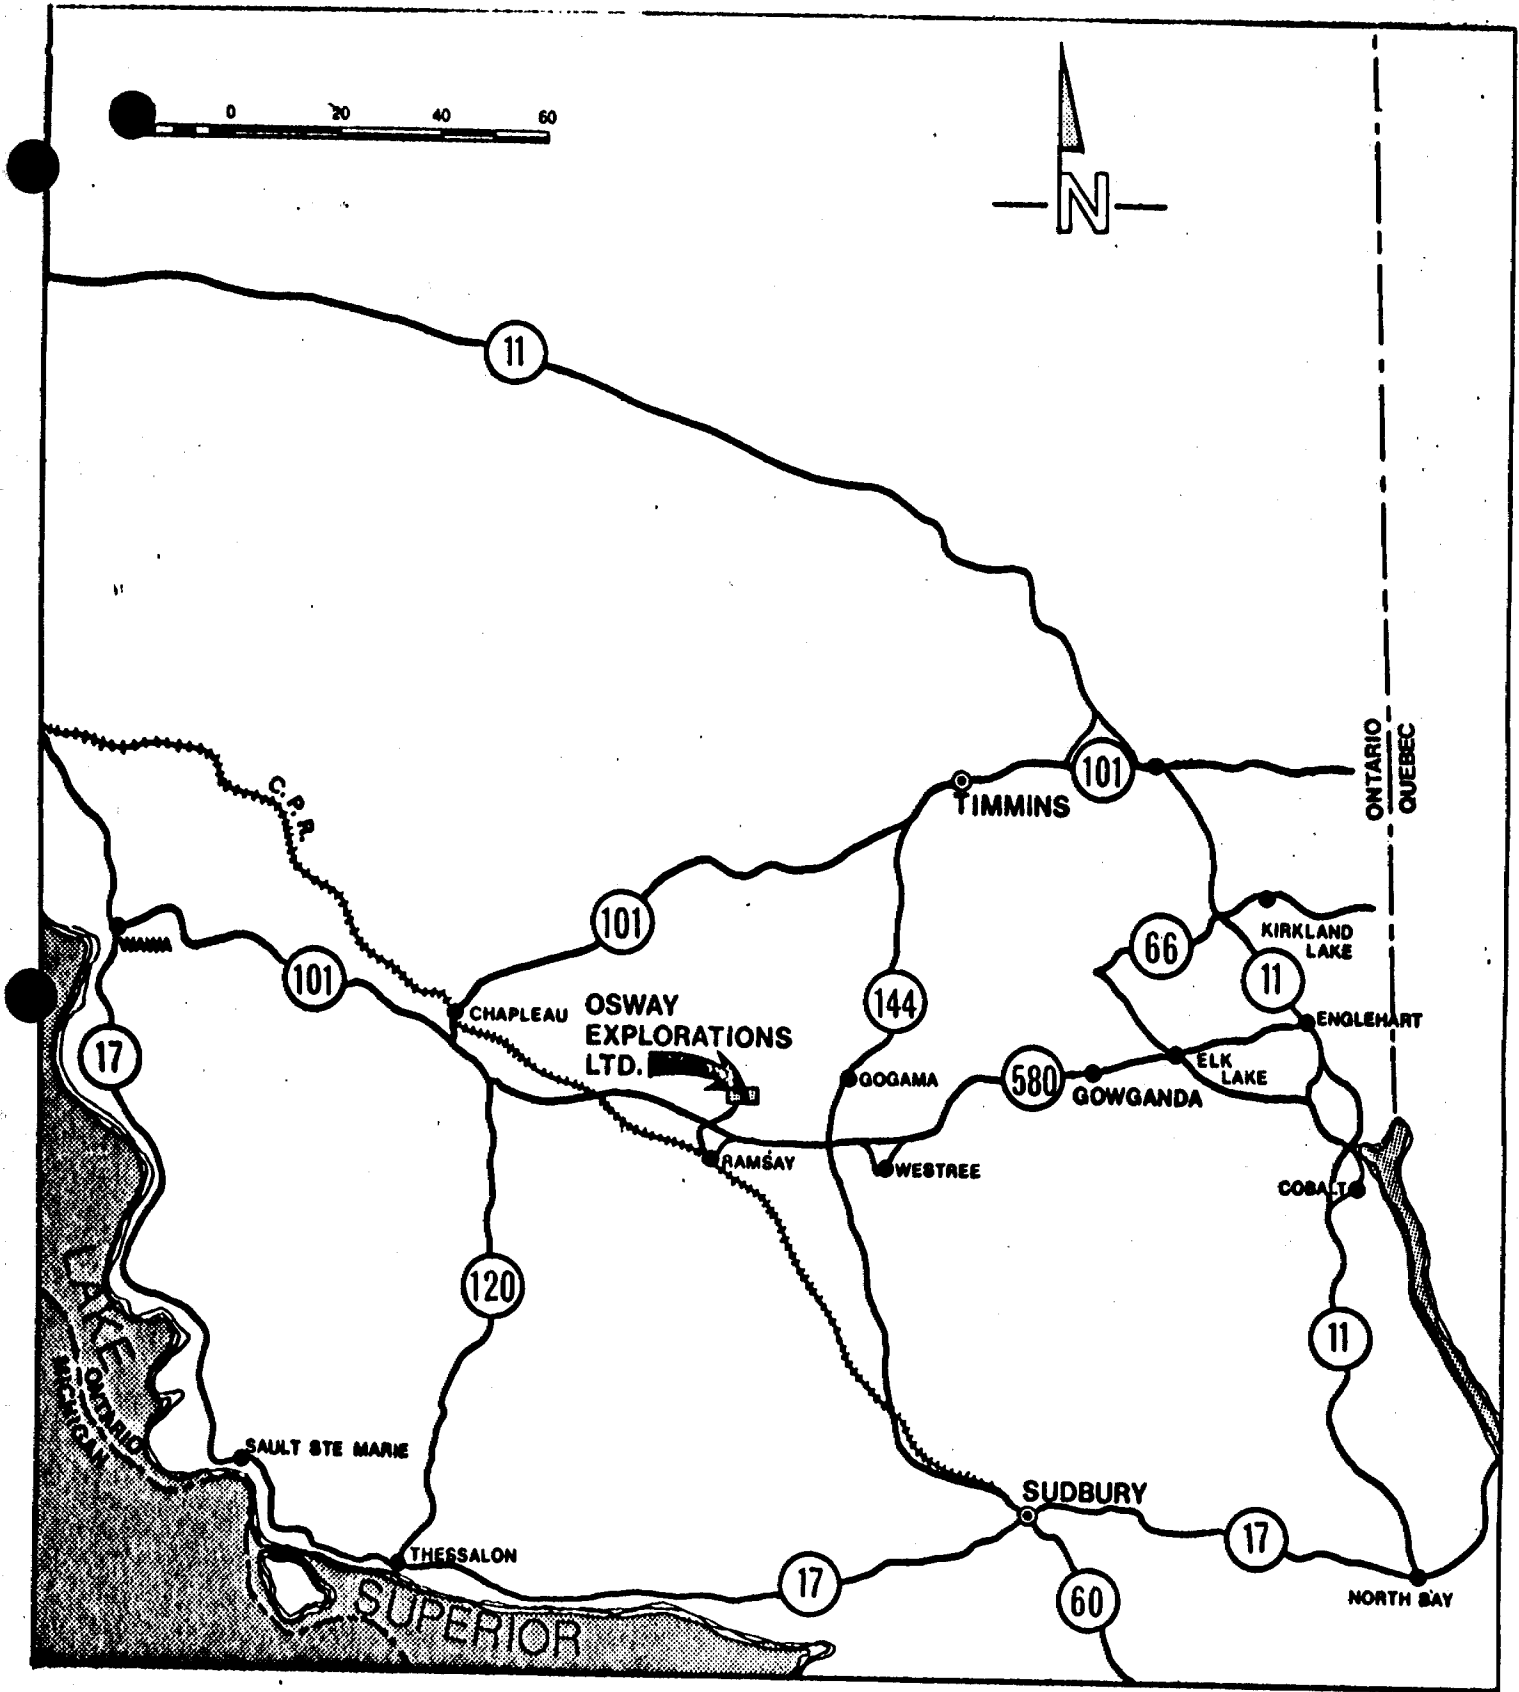 0 20 40 60
N
11
ONTARIO
QUEBEC
101
TIMMINS
C.P.R.
101
66
KIRKLAND
LAKE
WAWA
101
11
144
CHAPLEAU
OSWAY
EXPLORATIONS
LTD.
ENGLEHART
17
GOGAMA
580
ELK
LAKE
GOWGANDA
RAMSAY
WESTREE
COBALT
120
11
LAKE
ONTARIO
MICHIGAN
SAULT STE MARIE
SUDBURY
17
THESSALON
17
60
NORTH BAY
SUPERIOR